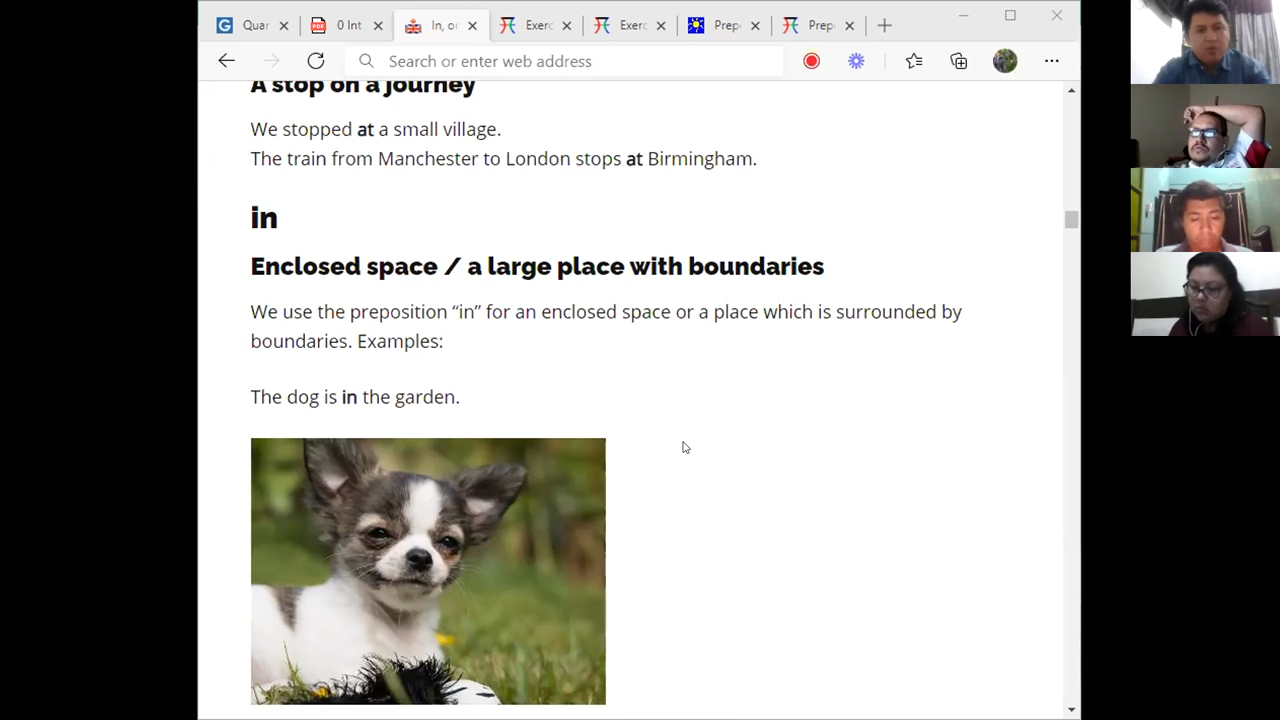 Quar
0 Int
In, or
Exerc
Exerc
Prep
Prep
Search or enter web address
A stop on a journey
We stopped at a small village.
The train from Manchester to London stops at Birmingham.
in
Enclosed space / a large place with boundaries
We use the preposition “in” for an enclosed space or a place which is surrounded by
boundaries. Examples:
The dog is in the garden.